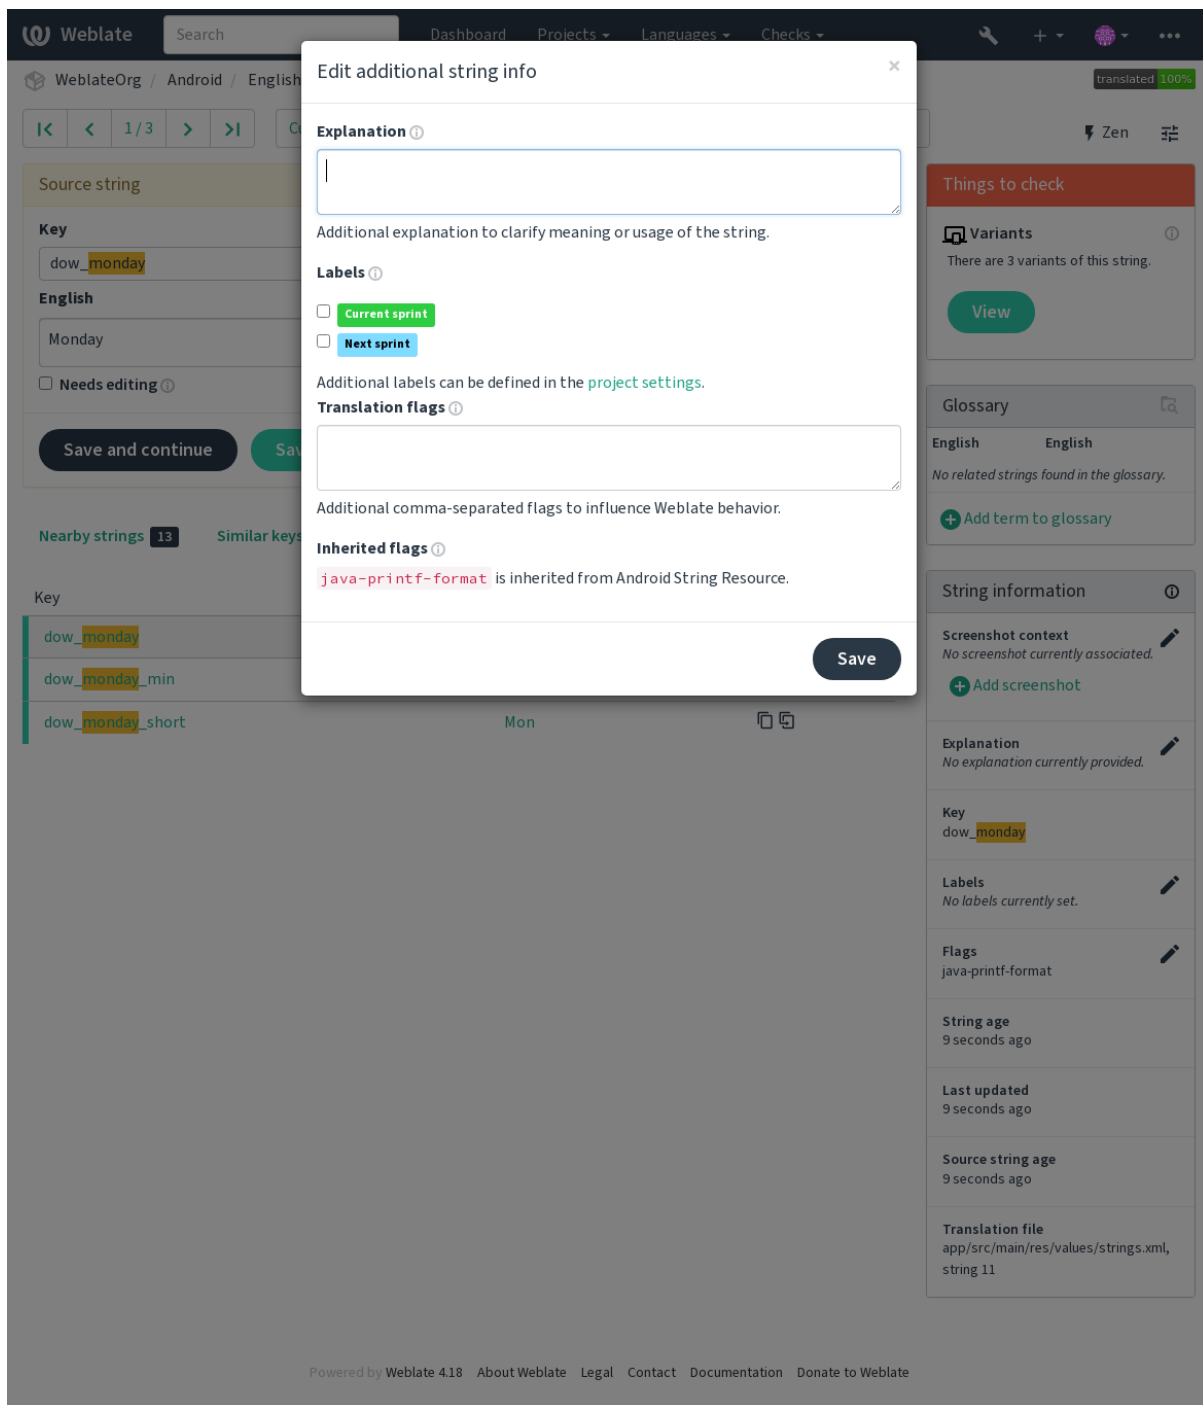 Weblate
Search
Dashboard
Projects
Languages
Checks
WeblateOrg / Android / English
translated 100%
1 / 3
Zen
Edit additional string info
×
Explanation
Additional explanation to clarify meaning or usage of the string.
Labels
Current sprint
Next sprint
Additional labels can be defined in the project settings.
Translation flags
Additional comma-separated flags to influence Weblate behavior.
Inherited flags
java-printf-format is inherited from Android String Resource.
Save
Source string
Key
dow_monday
English
Monday
Needs editing
Save and continue
Nearby strings 13
Similar keys
Key
dow_monday
dow_monday_min
dow_monday_short
Mon
Things to check
Variants
There are 3 variants of this string.
View
Glossary
English English
No related strings found in the glossary.
Add term to glossary
String information
Screenshot context
No screenshot currently associated.
Add screenshot
Explanation
No explanation currently provided.
Key
dow_monday
Labels
No labels currently set.
Flags
java-printf-format
String age
9 seconds ago
Last updated
9 seconds ago
Source string age
9 seconds ago
Translation file
app/src/main/res/values/strings.xml,
string 11
Powered by Weblate 4.18 About Weblate Legal Contact Documentation Donate to Weblate